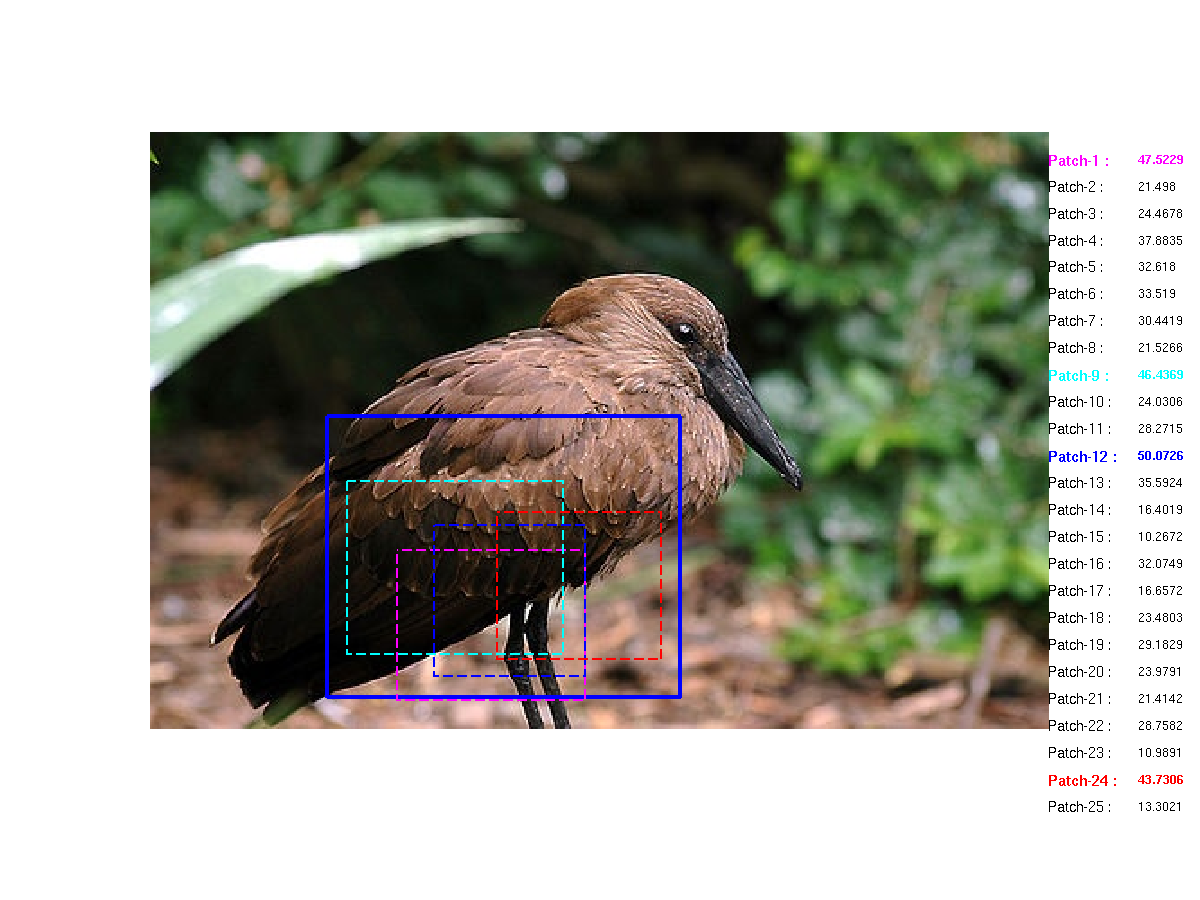 Patch-1 : 47.5229
Patch-2 : 21.498
Patch-3 : 24.4678
Patch-4 : 37.8835
Patch-5 : 32.618
Patch-6 : 33.519
Patch-7 : 30.4419
Patch-8 : 21.5266
Patch-9 : 46.4369
Patch-10 : 24.0306
Patch-11 : 28.2715
Patch-12 : 50.0726
Patch-13 : 35.5924
Patch-14 : 16.4019
Patch-15 : 10.2672
Patch-16 : 32.0749
Patch-17 : 16.6572
Patch-18 : 23.4803
Patch-19 : 29.1829
Patch-20 : 23.9791
Patch-21 : 21.4142
Patch-22 : 28.7582
Patch-23 : 10.9891
Patch-24 : 43.7306
Patch-25 : 13.3021